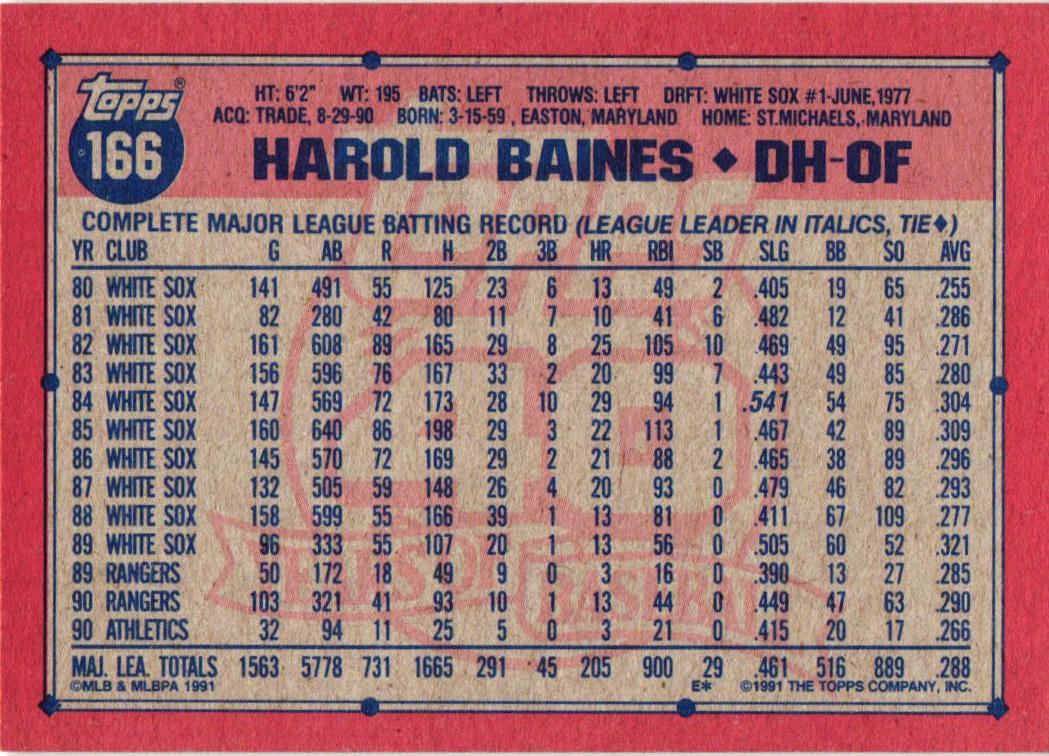 Topps®
166
HT: 6'2" WT: 195 BATS: LEFT THROWS: LEFT DRFT: WHITE SOX #1-JUNE,1977
ACQ: TRADE, 8-29-90 BORN: 3-15-59 , EASTON, MARYLAND HOME: ST.MICHAELS, MARYLAND
HAROLD BAINES ◆ DH-OF
COMPLETE MAJOR LEAGUE BATTING RECORD (LEAGUE LEADER IN ITALICS, TIE◆)
YR CLUB G AB R H 2B 3B HR RBI SB SLG BB SO AVG
80 WHITE SOX 141 491 55 125 23 6 13 49 2 .405 19 65 .255
81 WHITE SOX 82 280 42 80 11 7 10 41 6 .482 12 41 .286
82 WHITE SOX 161 608 89 165 29 8 25 105 10 .469 49 95 .271
83 WHITE SOX 156 596 76 167 33 2 20 99 7 .443 49 85 .280
84 WHITE SOX 147 569 72 173 28 10 29 94 1 .541 54 75 .304
85 WHITE SOX 160 640 86 198 29 3 22 113 1 .467 42 89 .309
86 WHITE SOX 145 570 72 169 29 2 21 88 2 .465 38 89 .296
87 WHITE SOX 132 505 59 148 26 4 20 93 0 .479 46 82 .293
88 WHITE SOX 158 599 55 166 39 1 13 81 0 .411 67 109 .277
89 WHITE SOX 96 333 55 107 20 1 13 56 0 .505 60 52 .321
89 RANGERS 50 172 18 49 9 0 3 16 0 .390 13 27 .285
90 RANGERS 103 321 41 93 10 1 13 44 0 .449 47 63 .290
90 ATHLETICS 32 94 11 25 5 0 3 21 0 .415 20 17 .266
MAJ. LEA. TOTALS 1563 5778 731 1665 291 45 205 900 29 .461 516 889 .288
©MLB & MLBPA 1991 E* ©1991 THE TOPPS COMPANY, INC.